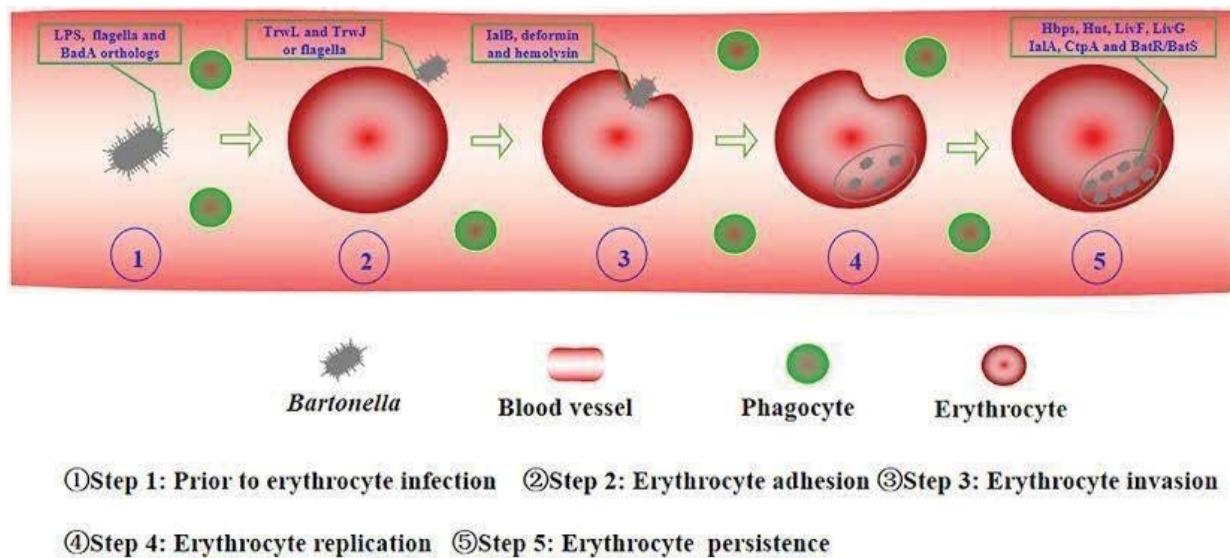 LPS, flagella and
BadA orthologs
TrwL and TrwJ
or flagella
IalB, deformin
and hemolysin
Hbps, Hut, LivF, LivG
IalA, CtpA and BatR/BatS
1
2
3
4
5
Bartonella
Blood vessel
Phagocyte
Erythrocyte
①Step 1: Prior to erythrocyte infection ②Step 2: Erythrocyte adhesion ③Step 3: Erythrocyte invasion
④Step 4: Erythrocyte replication ⑤Step 5: Erythrocyte persistence